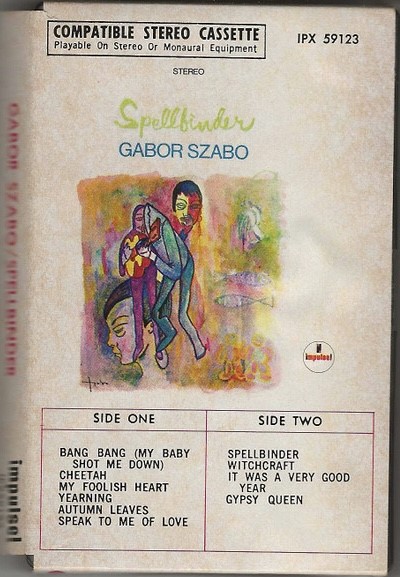 COMPATIBLE STEREO CASSETTE
Playable On Stereo Or Monaural Equipment
IPX 59123
STEREO
Spellbinder
GABOR SZABO
impulse!
SIDE ONE
BANG BANG (MY BABY
SHOT ME DOWN)
CHEETAH
MY FOOLISH HEART
YEARNING
AUTUMN LEAVES
SPEAK TO ME OF LOVE
SIDE TWO
SPELLBINDER
WITCHCRAFT
IT WAS A VERY GOOD
YEAR
GYPSY QUEEN
GABOR SZABO/SPELLBINDER
impulse!